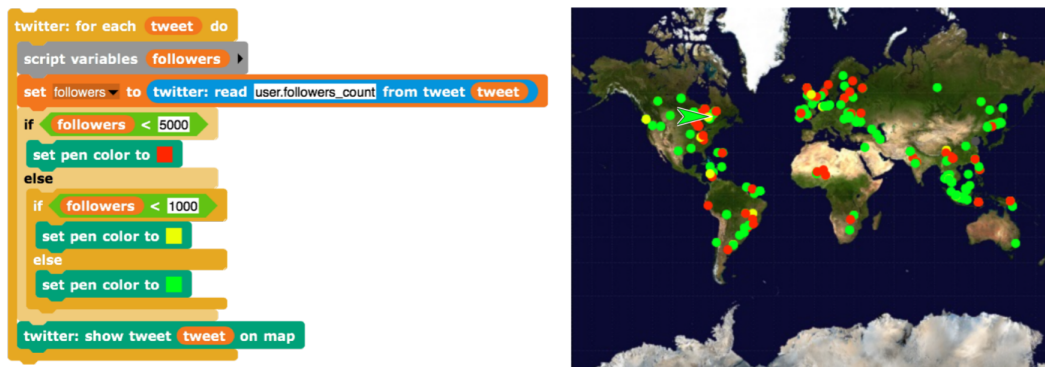 twitter: for each tweet do
script variables followers
set followers to twitter: read user.followers_count from tweet tweet
if followers < 5000
set pen color to
else
if followers < 1000
set pen color to
else
set pen color to
twitter: show tweet tweet on map